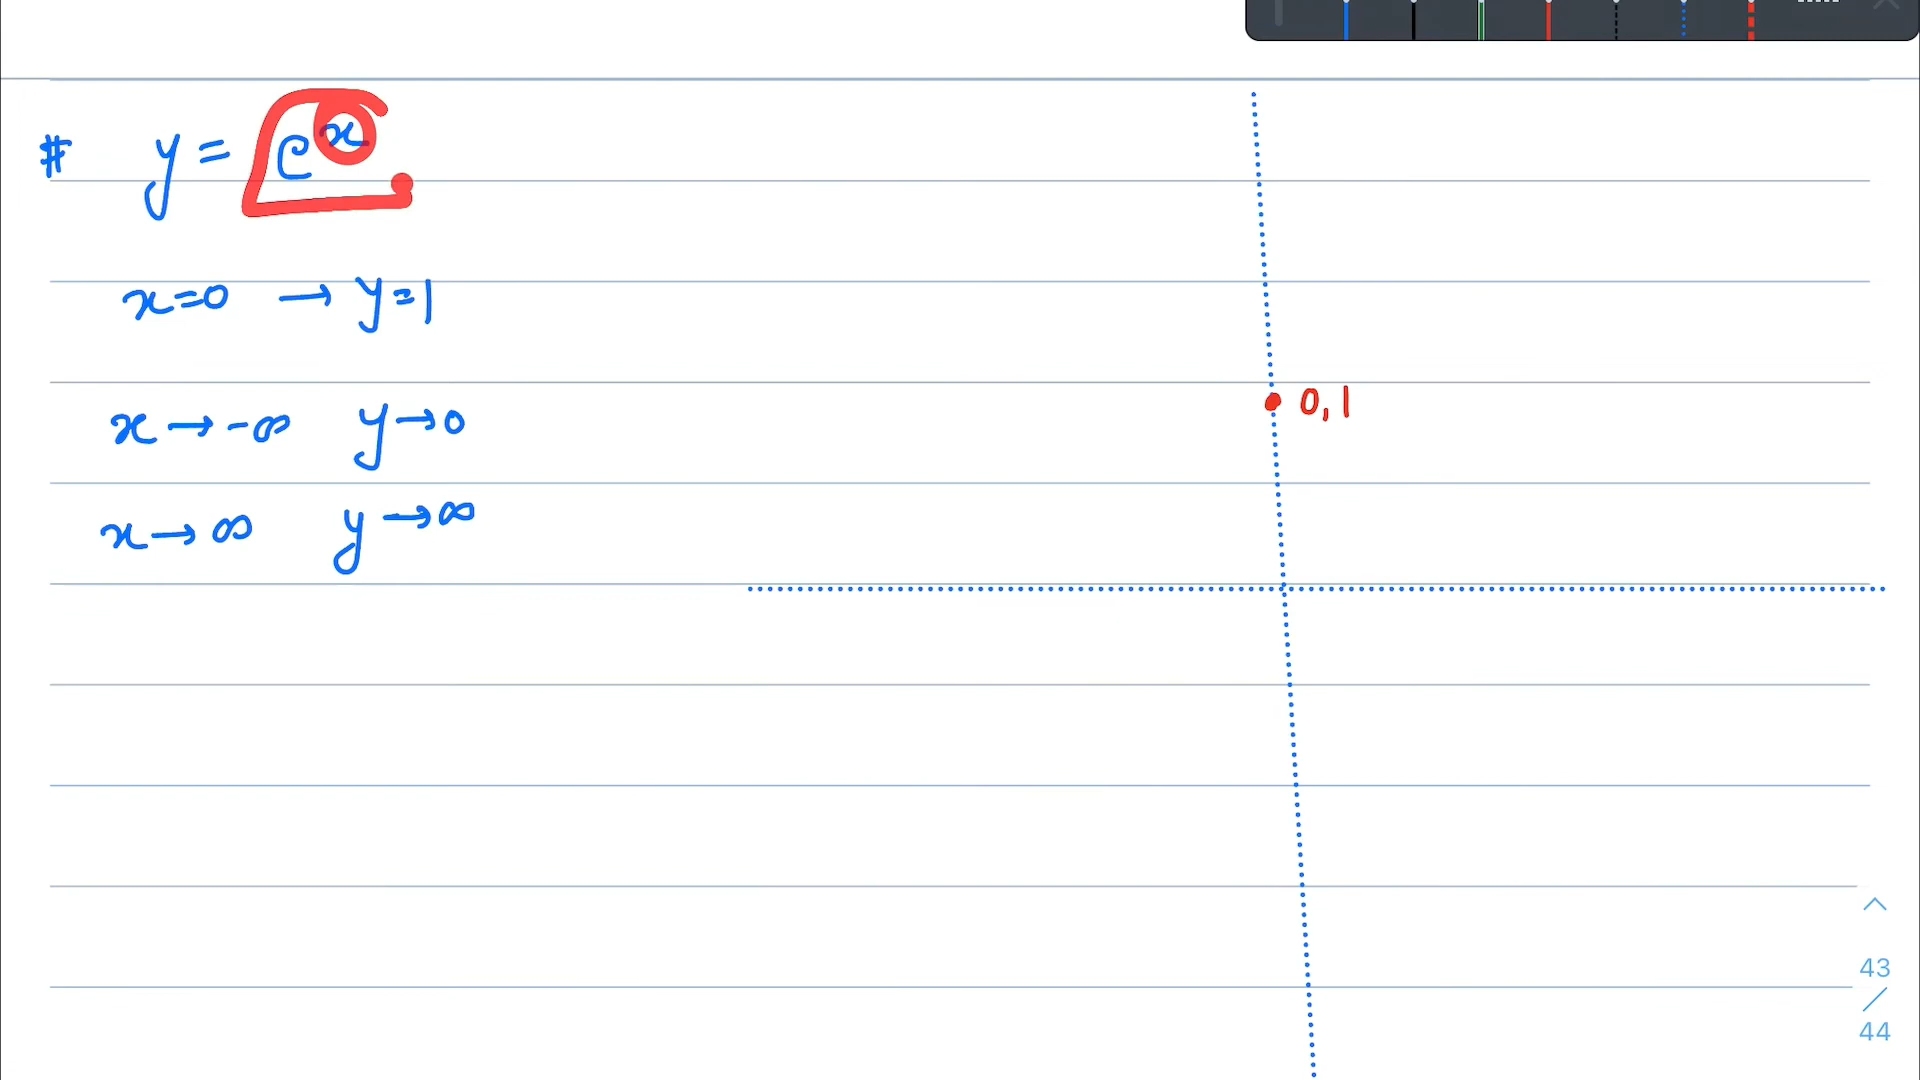 # y = e^x
x=0 → y=1
x → -∞ y → 0
x → ∞ y → ∞
0,1
43
/
44